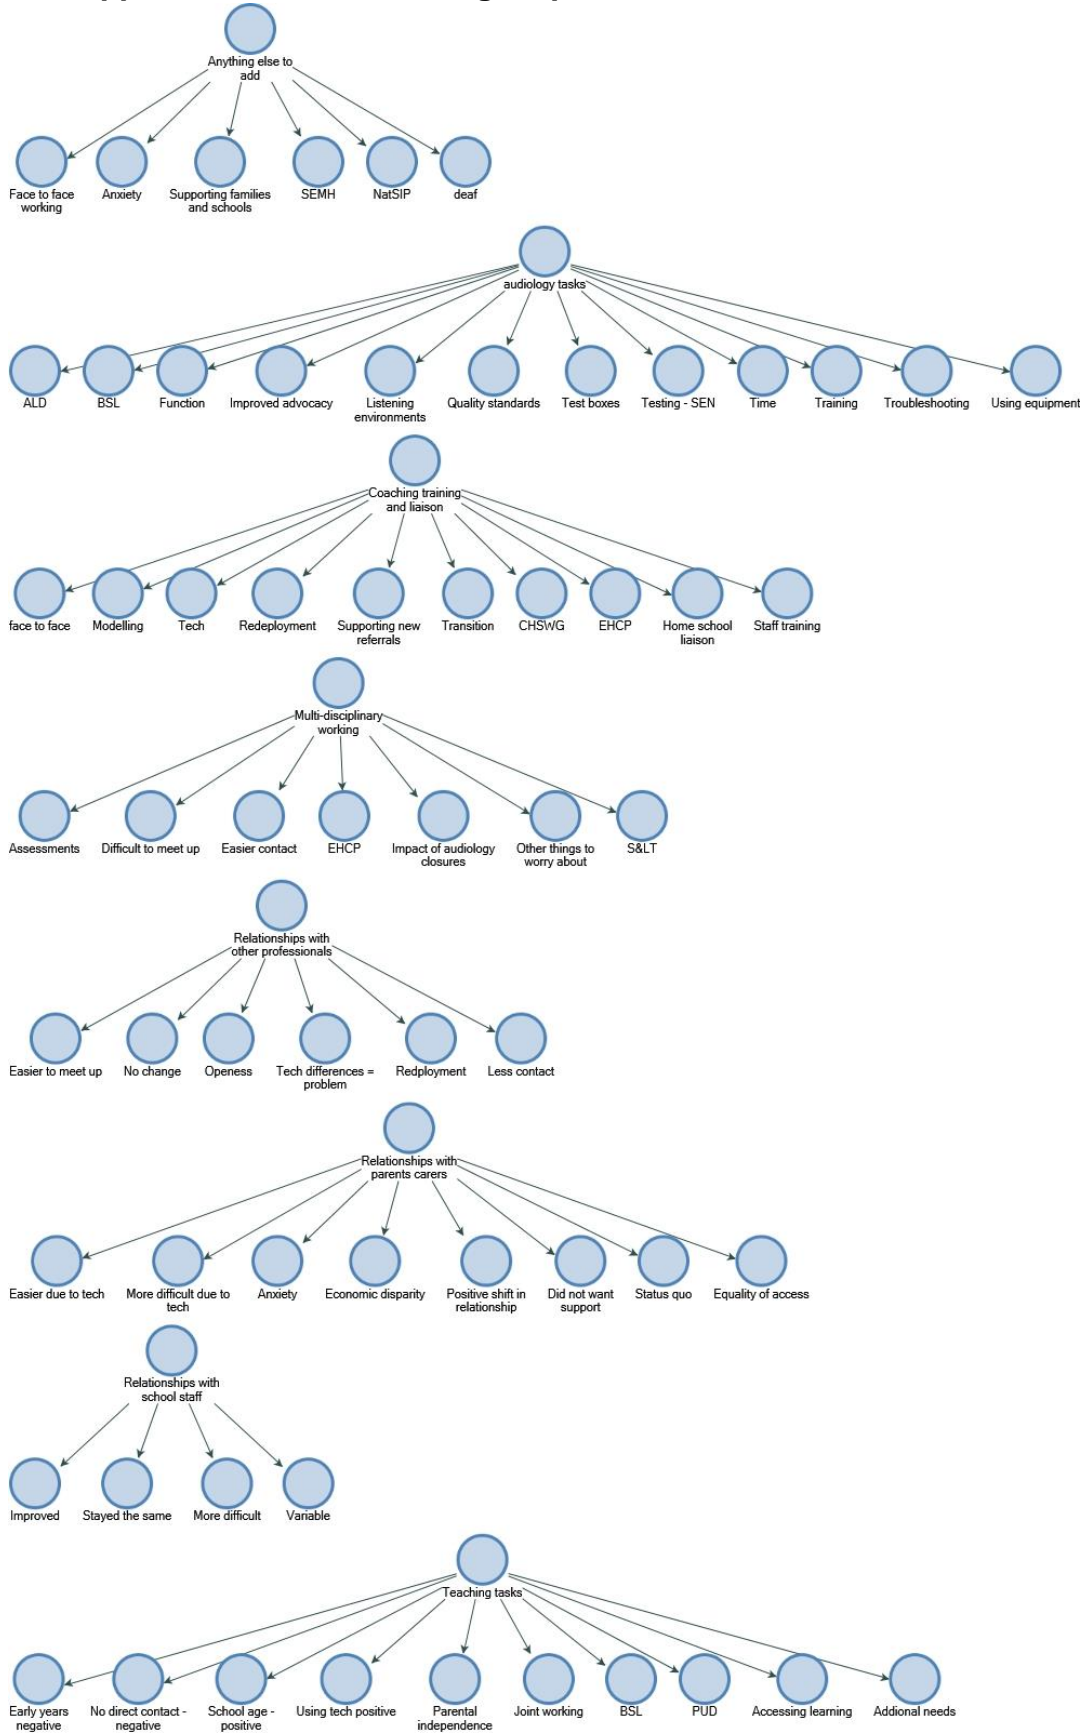 Anything else to
add
Face to face
working
Anxiety
Supporting families
and schools
SEMH
NatSIP
deaf
audiology tasks
ALD
BSL
Function
Improved advocacy
Listening
environments
Quality standards
Test boxes
Testing - SEN
Time
Training
Troubleshooting
Using equipment
Coaching training
and liaison
face to face
Modelling
Tech
Redeployment
Supporting new
referrals
Transition
CHSWG
EHCP
Home school
liaison
Staff training
Multi-disciplinary
working
Assessments
Difficult to meet up
Easier contact
EHCP
Impact of audiology
closures
Other things to
worry about
S&LT
Relationships with
other professionals
Easier to meet up
No change
Openess
Tech differences =
problem
Redployment
Less contact
Relationships with
parents carers
Easier due to tech
More difficult due to
tech
Anxiety
Economic disparity
Positive shift in
relationship
Did not want
support
Status quo
Equality of access
Relationships with
school staff
Improved
Stayed the same
More difficult
Variable
Teaching tasks
Early years
negative
No direct contact -
negative
School age -
positive
Using tech positive
Parental
independence
Joint working
BSL
PUD
Accessing learning
Addional needs